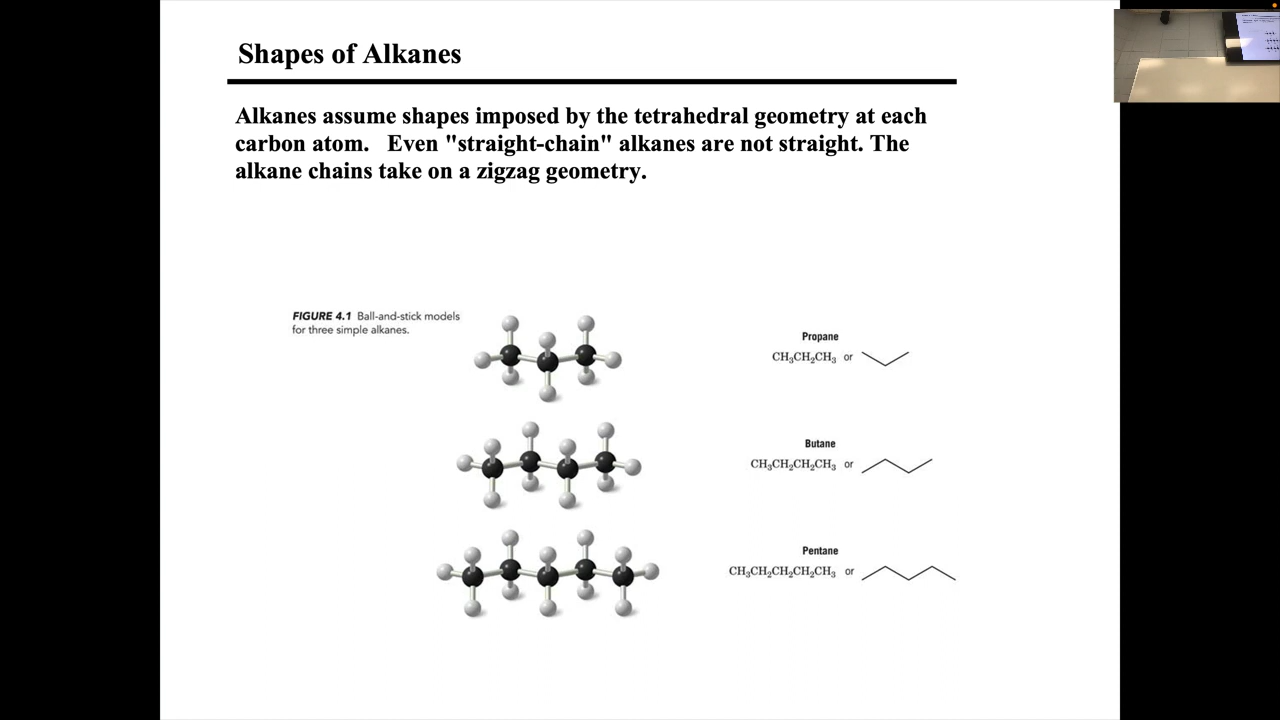 Shapes of Alkanes
Alkanes assume shapes imposed by the tetrahedral geometry at each
carbon atom.   Even "straight-chain" alkanes are not straight. The
alkane chains take on a zigzag geometry.
FIGURE 4.1 Ball-and-stick models
for three simple alkanes.
Propane
CH₃CH₂CH₃ or
Butane
CH₃CH₂CH₂CH₃ or
Pentane
CH₃CH₂CH₂CH₂CH₃ or